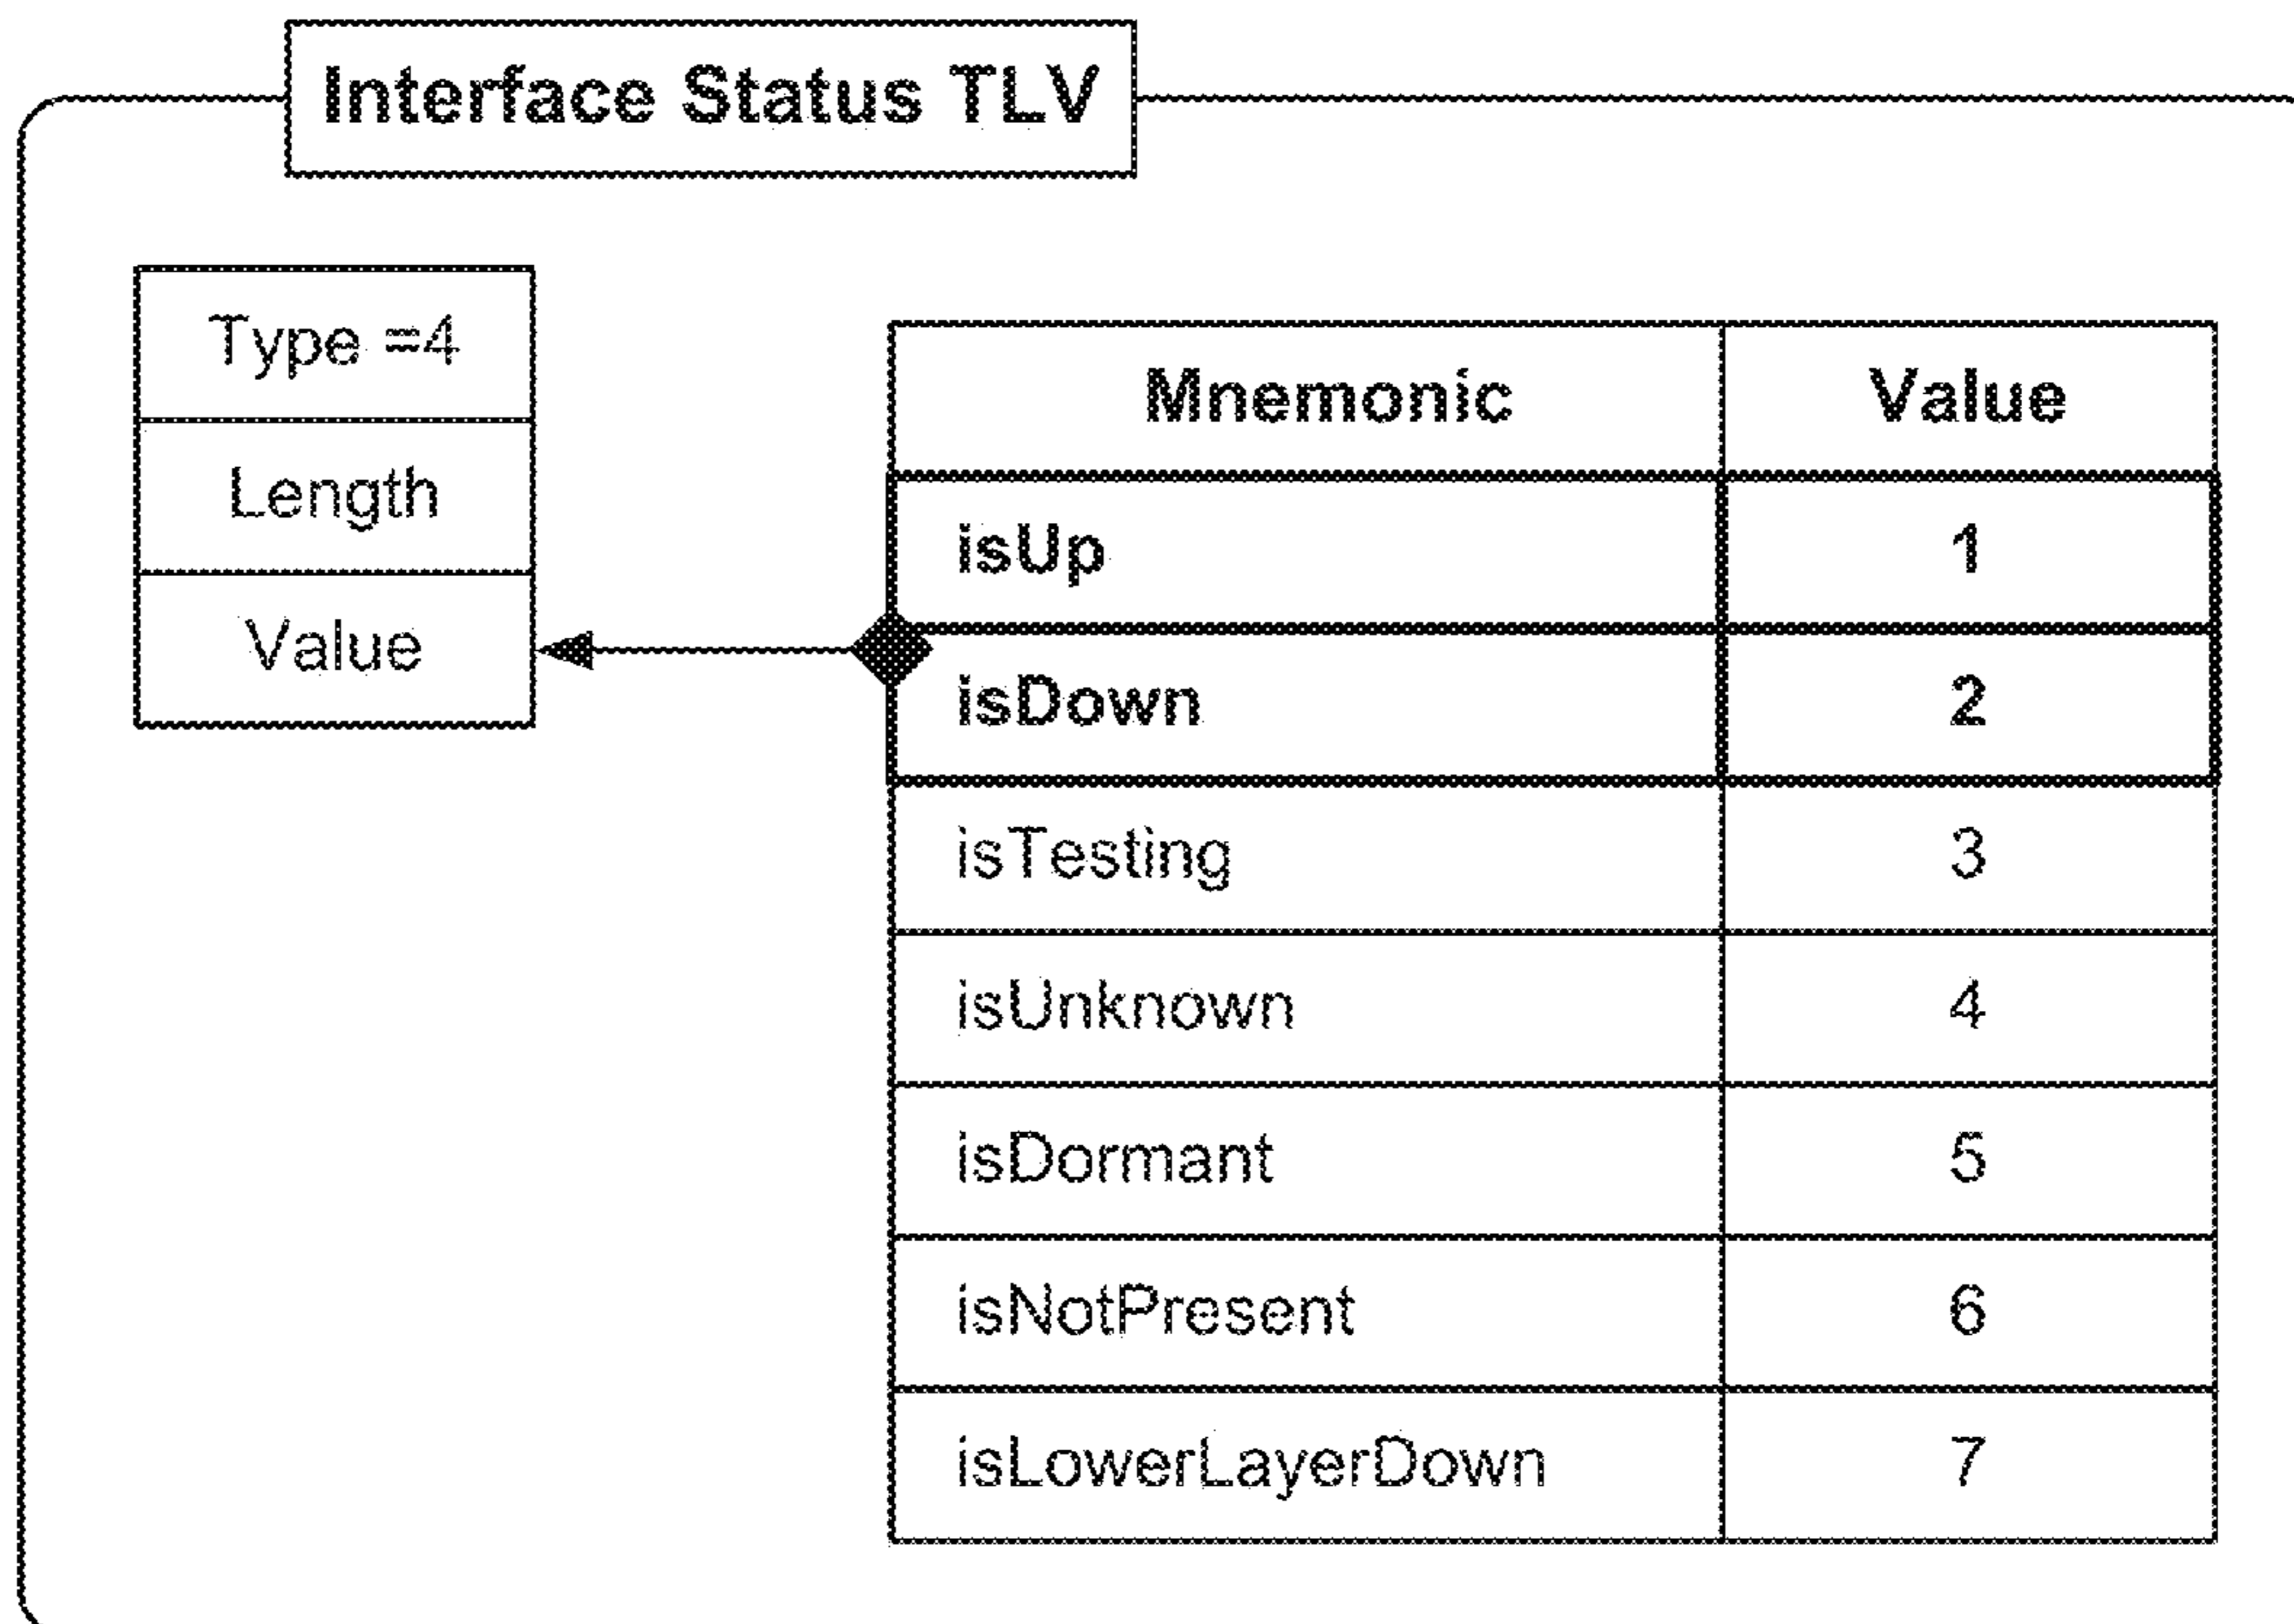 Interface Status TLV
Type =4
Length
Value
Mnemonic Value
isUp 1
isDown 2
isTesting 3
isUnknown 4
isDormant 5
isNotPresent 6
isLowerLayerDown 7